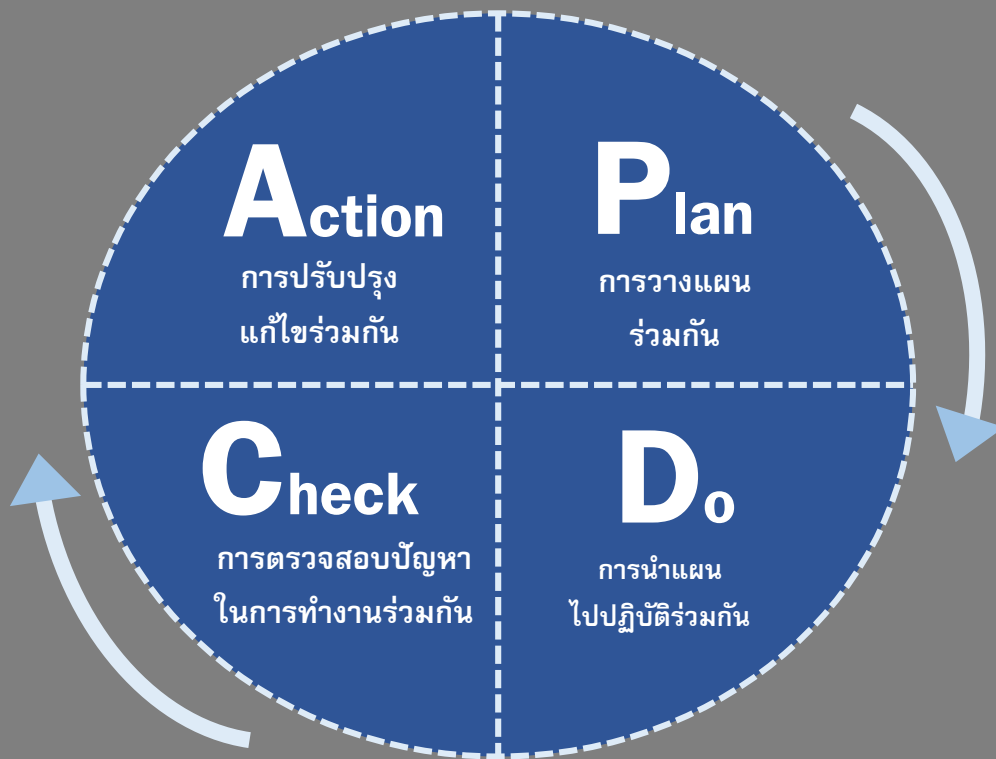 Action
การปรับปรุง
แก้ไขร่วมกัน
Plan
การวางแผน
ร่วมกัน
Check
การตรวจสอบปัญหา
ในการทำงานร่วมกัน
Do
การนำแผน
ไปปฏิบัติร่วมกัน